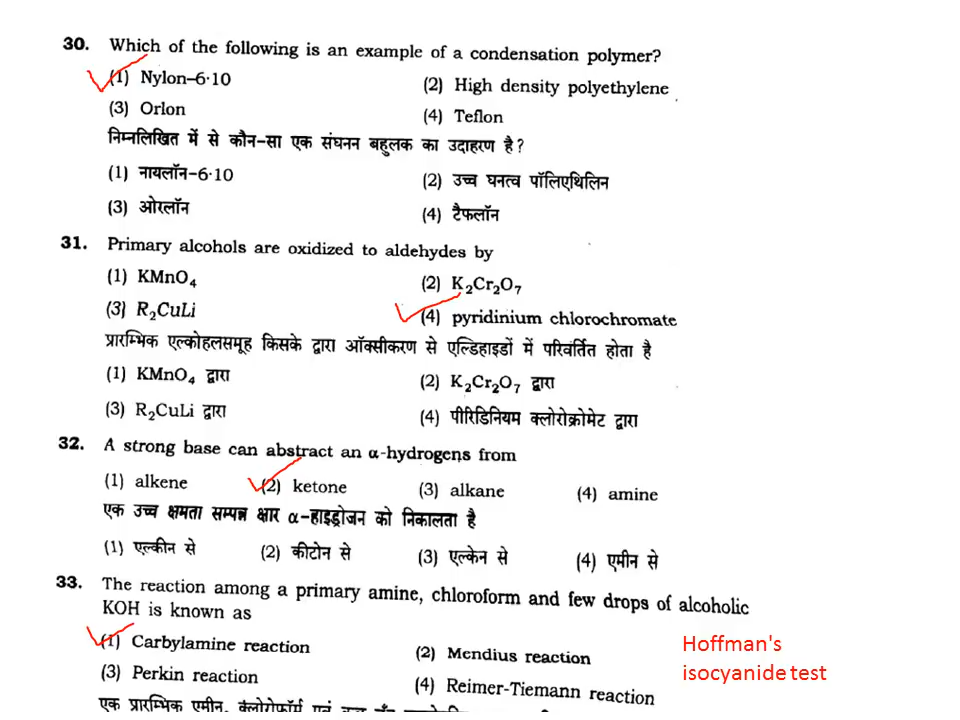 30. Which of the following is an example of a condensation polymer?
(1) Nylon-6·10 (2) High density polyethylene
(3) Orlon (4) Teflon
निम्नलिखित में से कौन-सा एक संघनन बहुलक का उदाहरण है?
(1) नायलॉन-6·10 (2) उच्च घनत्व पॉलिएथिलिन
(3) ओरलॉन (4) टैफलॉन
31. Primary alcohols are oxidized to aldehydes by
(1) KMnO₄ (2) K₂Cr₂O₇
(3) R₂CuLi (4) pyridinium chlorochromate
प्रारम्भिक एल्कोहलसमूह किसके द्वारा ऑक्सीकरण से एल्डिहाइडों में परिवर्तित होता है
(1) KMnO₄ द्वारा (2) K₂Cr₂O₇ द्वारा
(3) R₂CuLi द्वारा (4) पीरिडिनियम क्लोरोक्रोमेट द्वारा
32. A strong base can abstract an α-hydrogens from
(1) alkene (2) ketone (3) alkane (4) amine
एक उच्च क्षमता सम्पन्न क्षार α-हाइड्रोजन को निकालता है
(1) एल्कीन से (2) कीटोन से (3) एल्केन से (4) एमीन से
33. The reaction among a primary amine, chloroform and few drops of alcoholic
KOH is known as
(1) Carbylamine reaction (2) Mendius reaction
(3) Perkin reaction (4) Reimer-Tiemann reaction
Hoffman's
isocyanide test
एक प्रारम्भिक एमीन, क्लोरोफॉर्म एवं